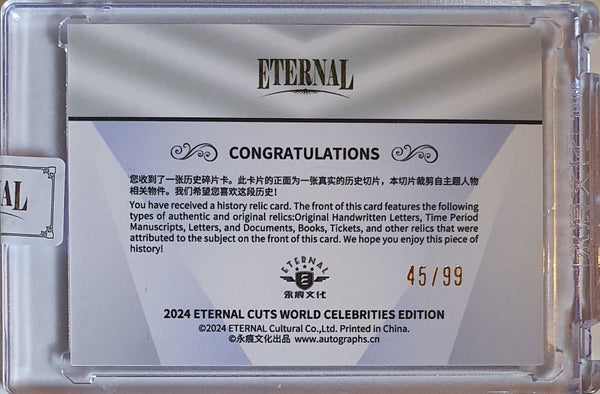 ETERNAL
CONGRATULATIONS
您收到了一张历史碎片卡。此卡片的正面为一张真实的历史切片，本切片裁剪自主题人物
相关物件。我们希望您喜欢这段历史！
You have received a history relic card. The front of this card features the following
types of authentic and original relics:Original Handwritten Letters, Time Period
Manuscripts, Letters, and Documents, Books, Tickets, and other relics that were
attributed to the subject on the front of this card. We hope you enjoy this piece of
history!
AL
ETERNAL
永痕文化
45/99
2024 ETERNAL CUTS WORLD CELEBRITIES EDITION
©2024 ETERNAL Cultural Co.,Ltd. Printed in China.
©永痕文化出品 www.autographs.cn